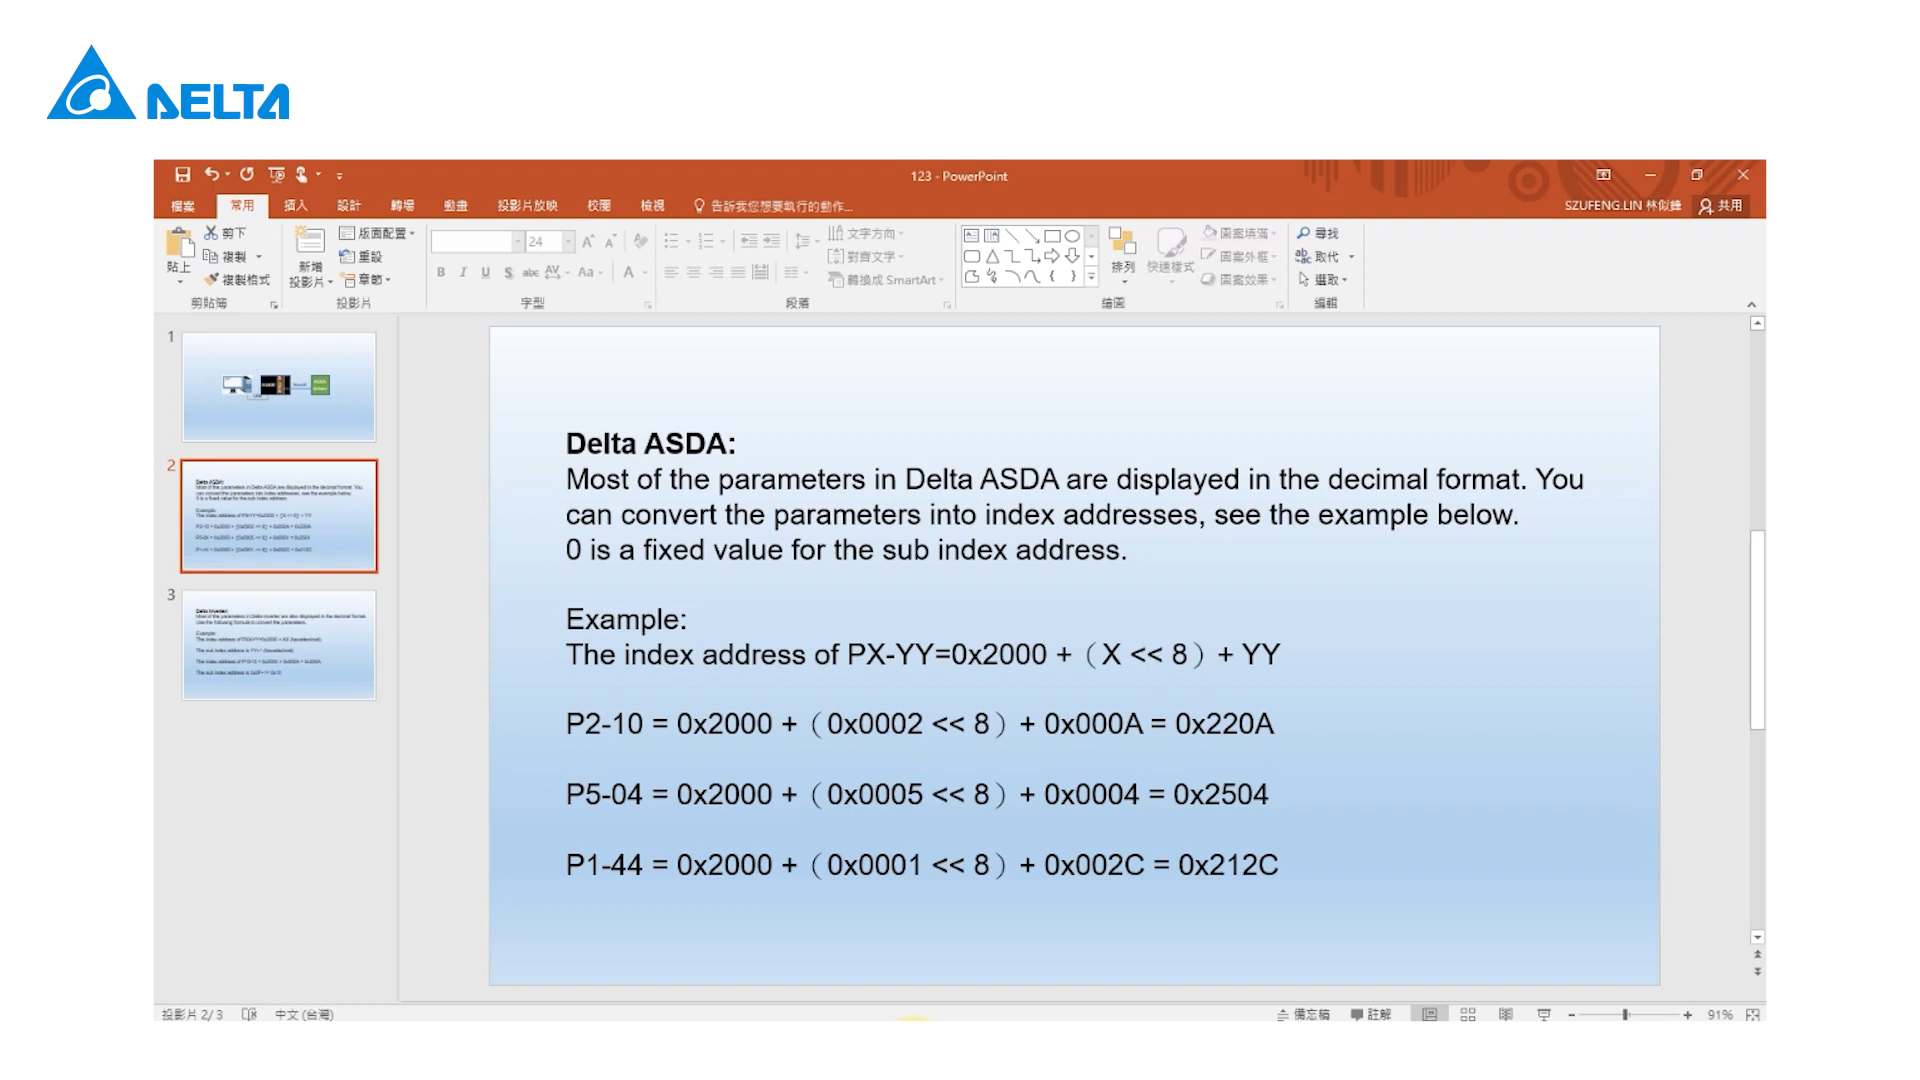 DELTA
123 - PowerPoint
檔案 常用 插入 設計 轉場 動畫 投影片放映 校閱 檢視 告訴我您想要執行的動作... SZUFENG.LIN 林似鋒 共用
貼上 剪下 複製 複製格式 剪貼簿
新增 投影片 版面配置 重設 章節 投影片
24 B I U S abc AV Aa A 字型
文字方向 對齊文字 轉換成 SmartArt 段落
排列 快速樣式 圖案填滿 圖案外框 圖案效果 繪圖
尋找 取代 選取 編輯
1
2
3
Delta ASDA:
Most of the parameters in Delta ASDA are displayed in the decimal format. You
can convert the parameters into index addresses, see the example below.
0 is a fixed value for the sub index address.
Example:
The index address of PX-YY=0x2000 +（X << 8）+ YY
P2-10 = 0x2000 +（0x0002 << 8）+ 0x000A = 0x220A
P5-04 = 0x2000 +（0x0005 << 8）+ 0x0004 = 0x2504
P1-44 = 0x2000 +（0x0001 << 8）+ 0x002C = 0x212C
投影片 2/3 中文 (台灣) 備忘稿 註解 91%